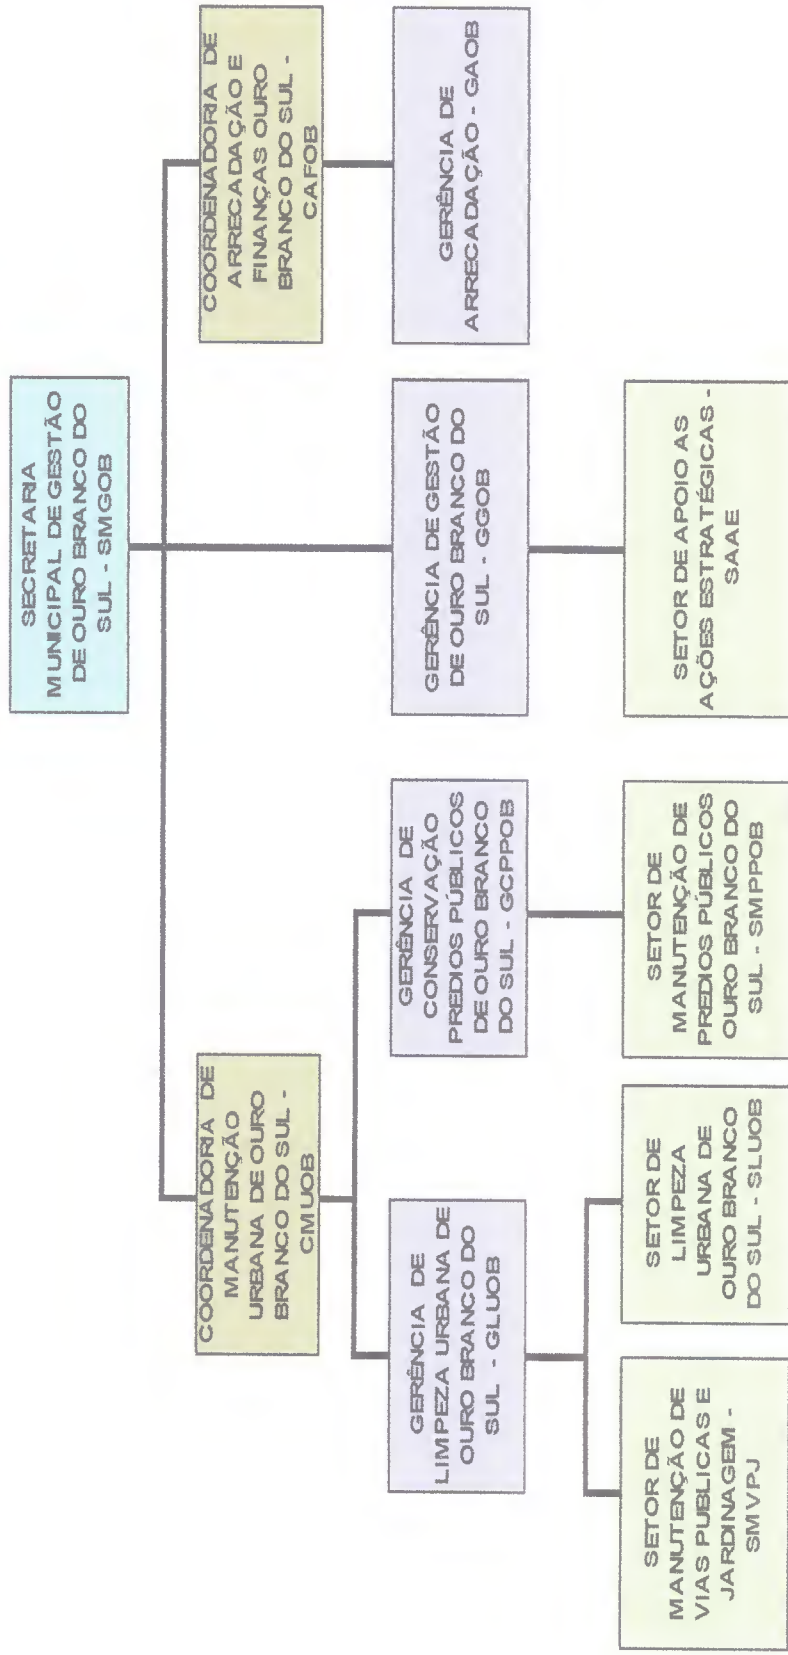 SECRETARIA
MUNICIPAL DE GESTÃO
DE OURO BRANCO DO
SUL - SMGOB
COORDENADORIA DE
MANUTENÇÃO
URBANA DE OURO
BRANCO DO SUL -
CMUOB
COORDENADORIA DE
ARRECADAÇÃO E
FINANÇAS OURO
BRANCO DO SUL -
CAFOB
GERÊNCIA DE
LIMPEZA URBANA DE
OURO BRANCO DO
SUL - GLUOB
GERÊNCIA DE
CONSERVAÇÃO
PREDIOS PÚBLICOS
DE OURO BRANCO
DO SUL - GCPPOB
GERÊNCIA DE GESTÃO
DE OURO BRANCO DO
SUL - GGOB
GERÊNCIA DE
ARRECADAÇÃO - GAOB
SETOR DE
MANUTENÇÃO DE
VIAS PUBLICAS E
JARDINAGEM -
SMVPJ
SETOR DE
LIMPEZA
URBANA DE
OURO BRANCO
DO SUL - SLUOB
SETOR DE
MANUTENÇÃO DE
PREDIOS PÚBLICOS
OURO BRANCO DO
SUL - SMPPOB
SETOR DE APOIO AS
AÇÕES ESTRATÉGICAS -
SAAE